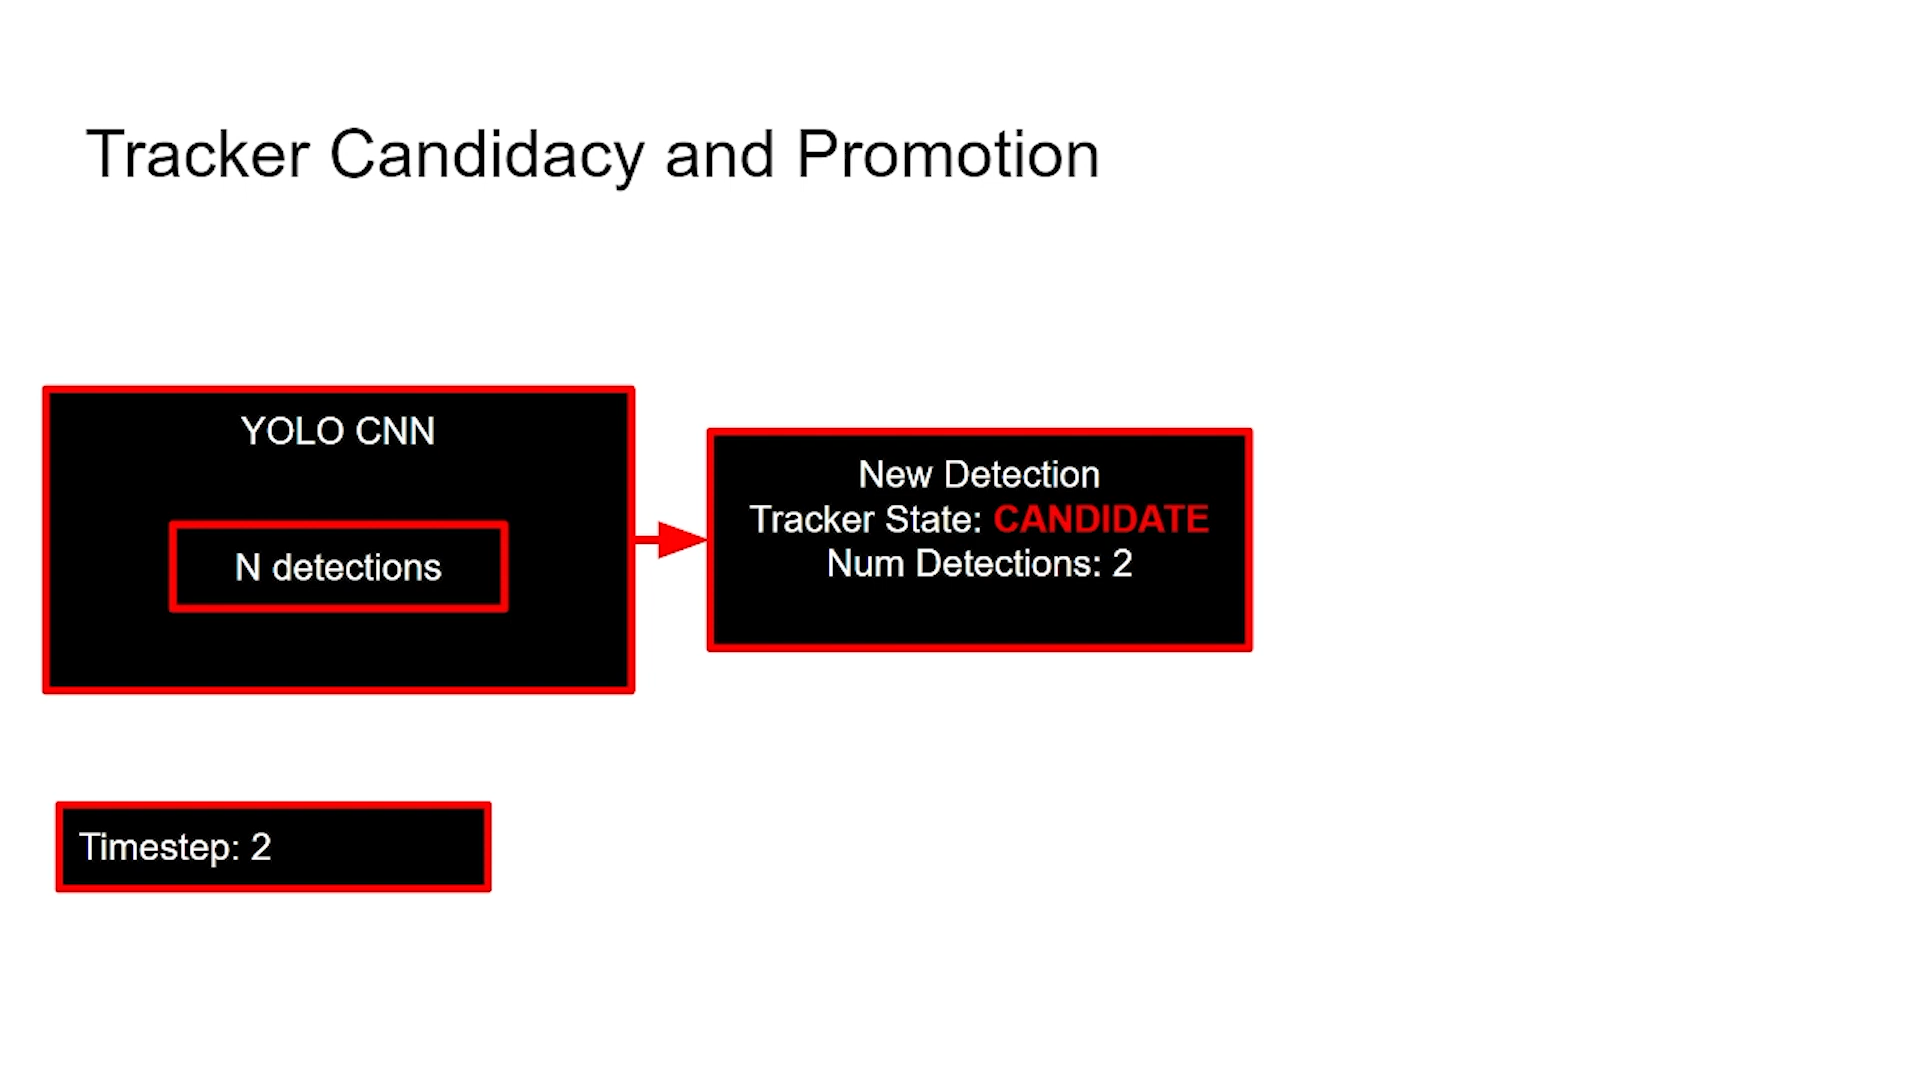 Tracker Candidacy and Promotion
YOLO CNN
N detections
New Detection
Tracker State: CANDIDATE
Num Detections: 2
Timestep: 2